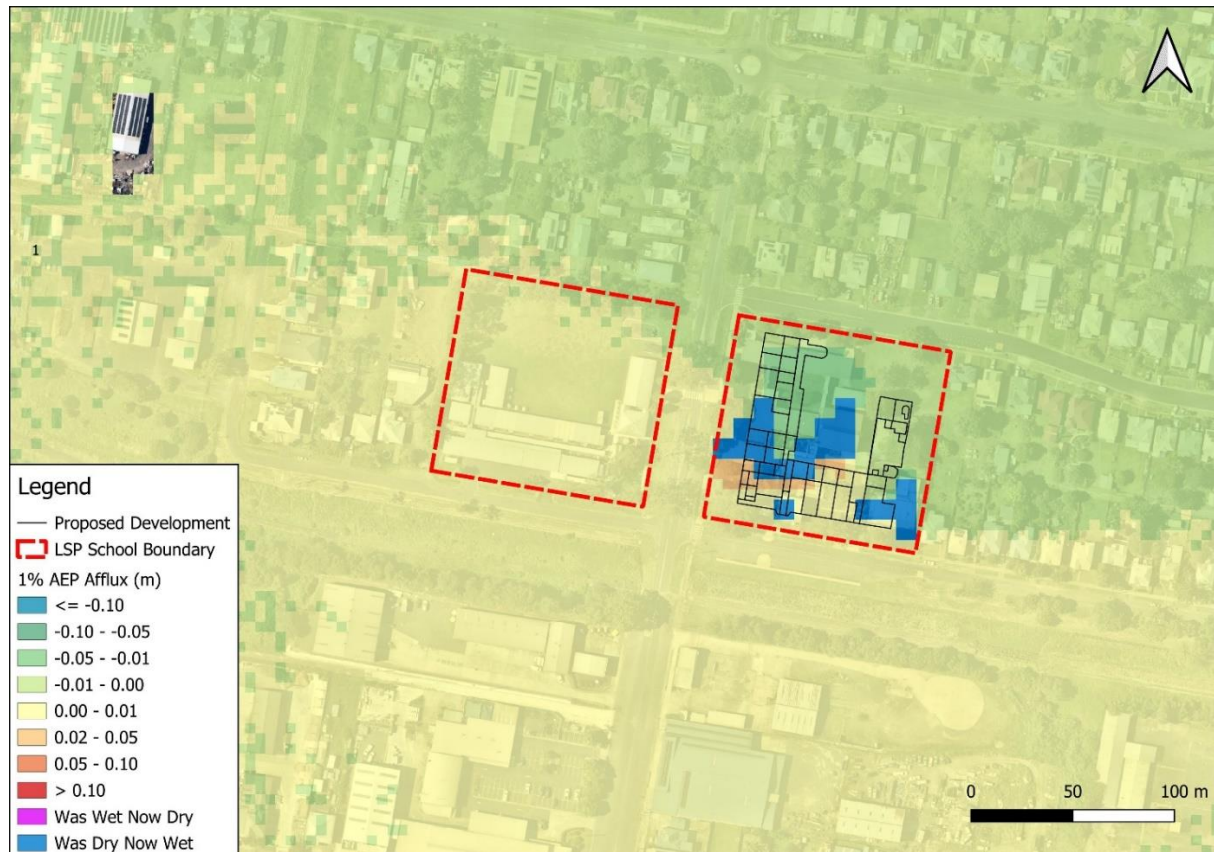 1
Legend
Proposed Development
LSP School Boundary
1% AEP Afflux (m)
<= -0.10
-0.10 - -0.05
-0.05 - -0.01
-0.01 - 0.00
0.00 - 0.01
0.02 - 0.05
0.05 - 0.10
> 0.10
Was Wet Now Dry
Was Dry Now Wet
0 50 100 m